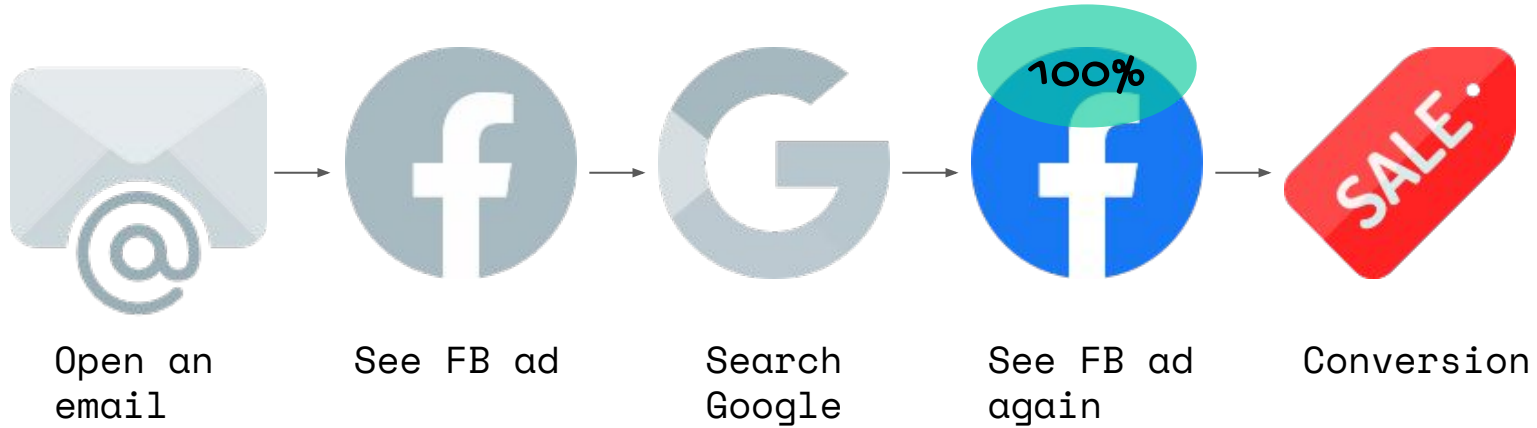 100%
SALE
Open an
email
See FB ad
Search
Google
See FB ad
again
Conversion